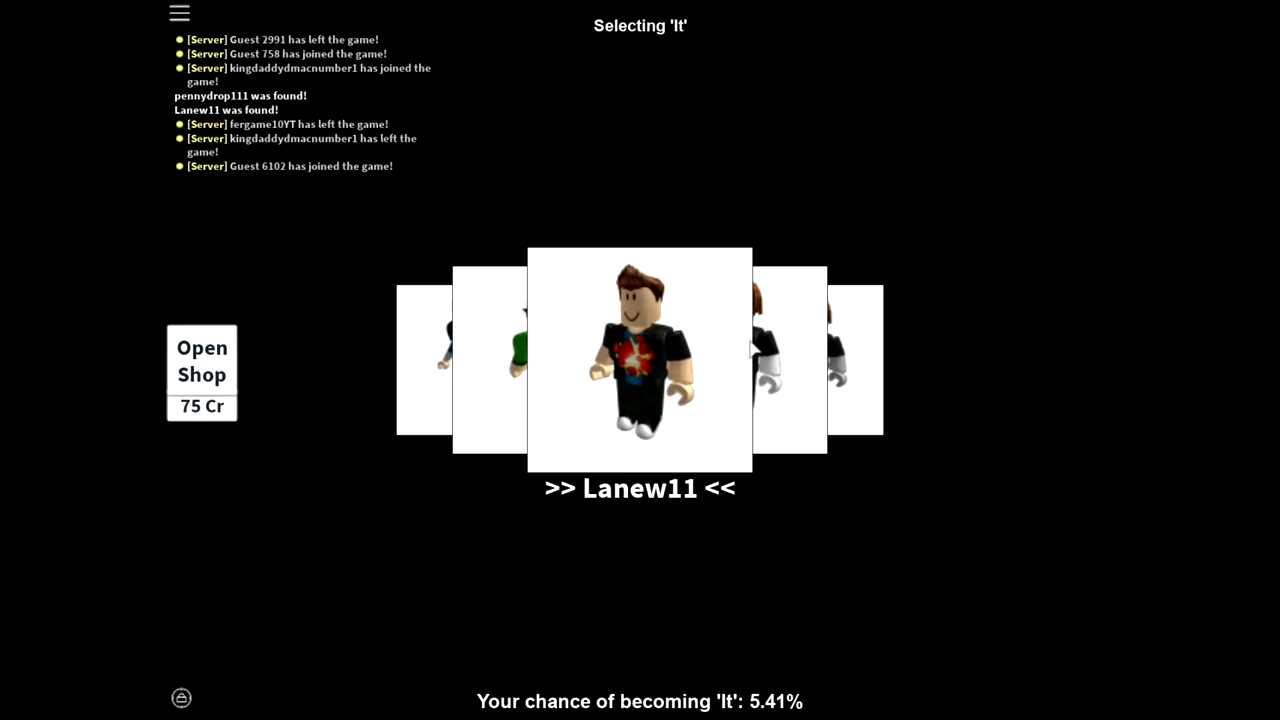 Selecting 'It'
[Server] Guest 2991 has left the game!
[Server] Guest 758 has joined the game!
[Server] kingdaddydmacnumber1 has joined the
game!
pennydrop111 was found!
Lanew11 was found!
[Server] fergame10YT has left the game!
[Server] kingdaddydmacnumber1 has left the
game!
[Server] Guest 6102 has joined the game!
Open
Shop
75 Cr
>> Lanew11 <<
Your chance of becoming 'It': 5.41%